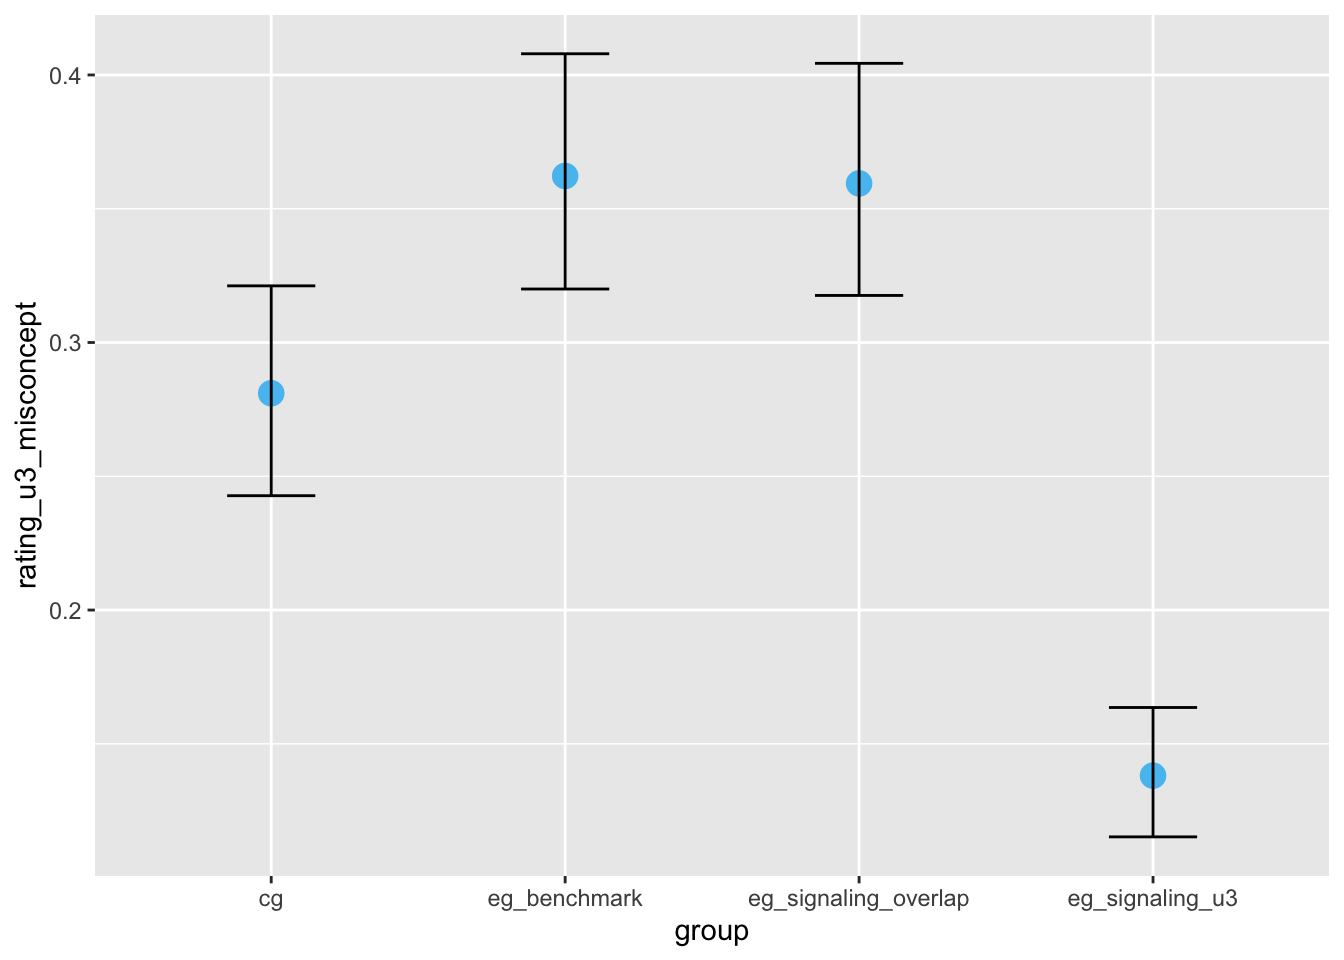 rating_u3_misconcept
0.4
0.3
0.2
cg
eg_benchmark
eg_signaling_overlap
eg_signaling_u3
group